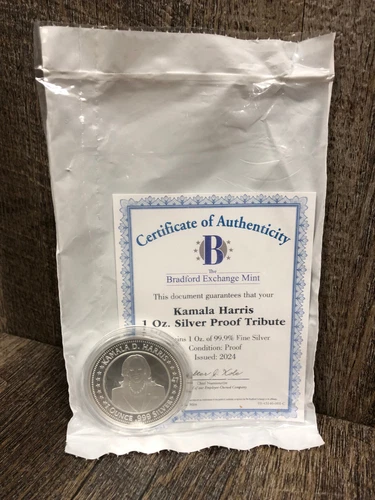 Certificate of Authenticity
B
The
Bradford Exchange Mint
This document guarantees that your
Kamala Harris
1 Oz. Silver Proof Tribute
1 Oz. of 99.9% Fine Silver
Condition: Proof
Issued: 2024
KAMALA D. HARRIS
1 OUNCE .999 SILVER